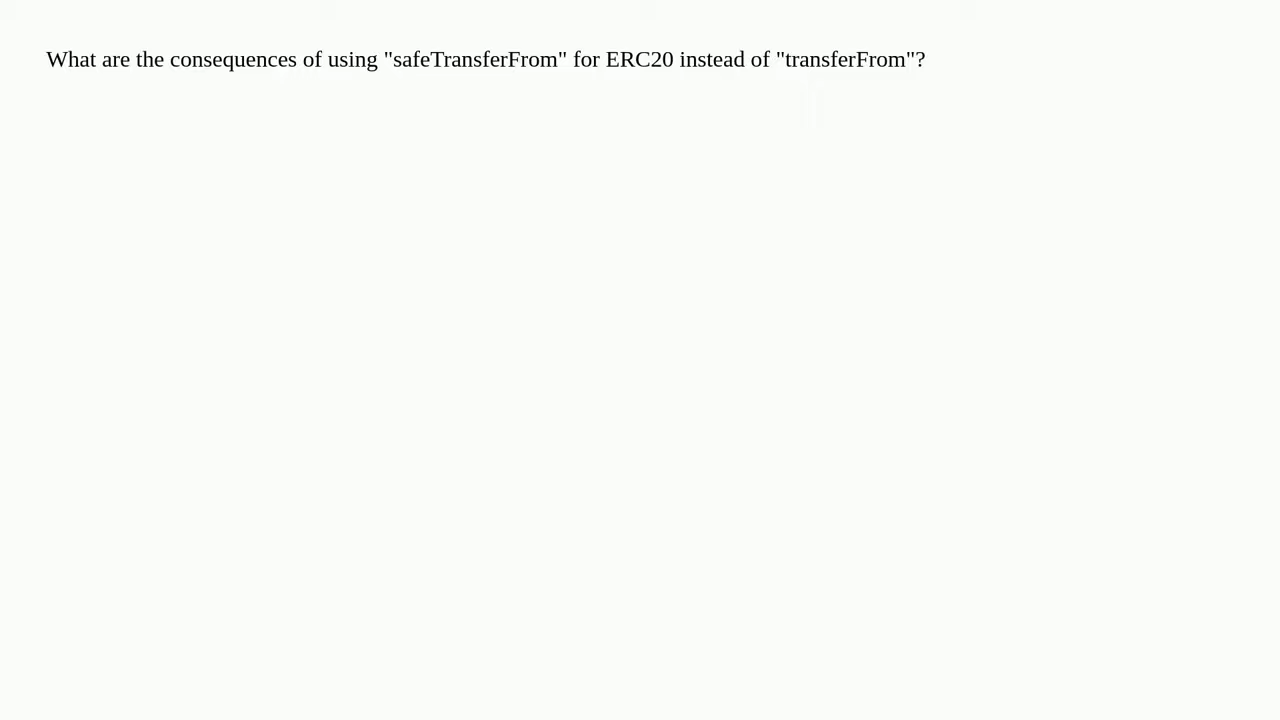 What are the consequences of using "safeTransferFrom" for ERC20 instead of "transferFrom"?